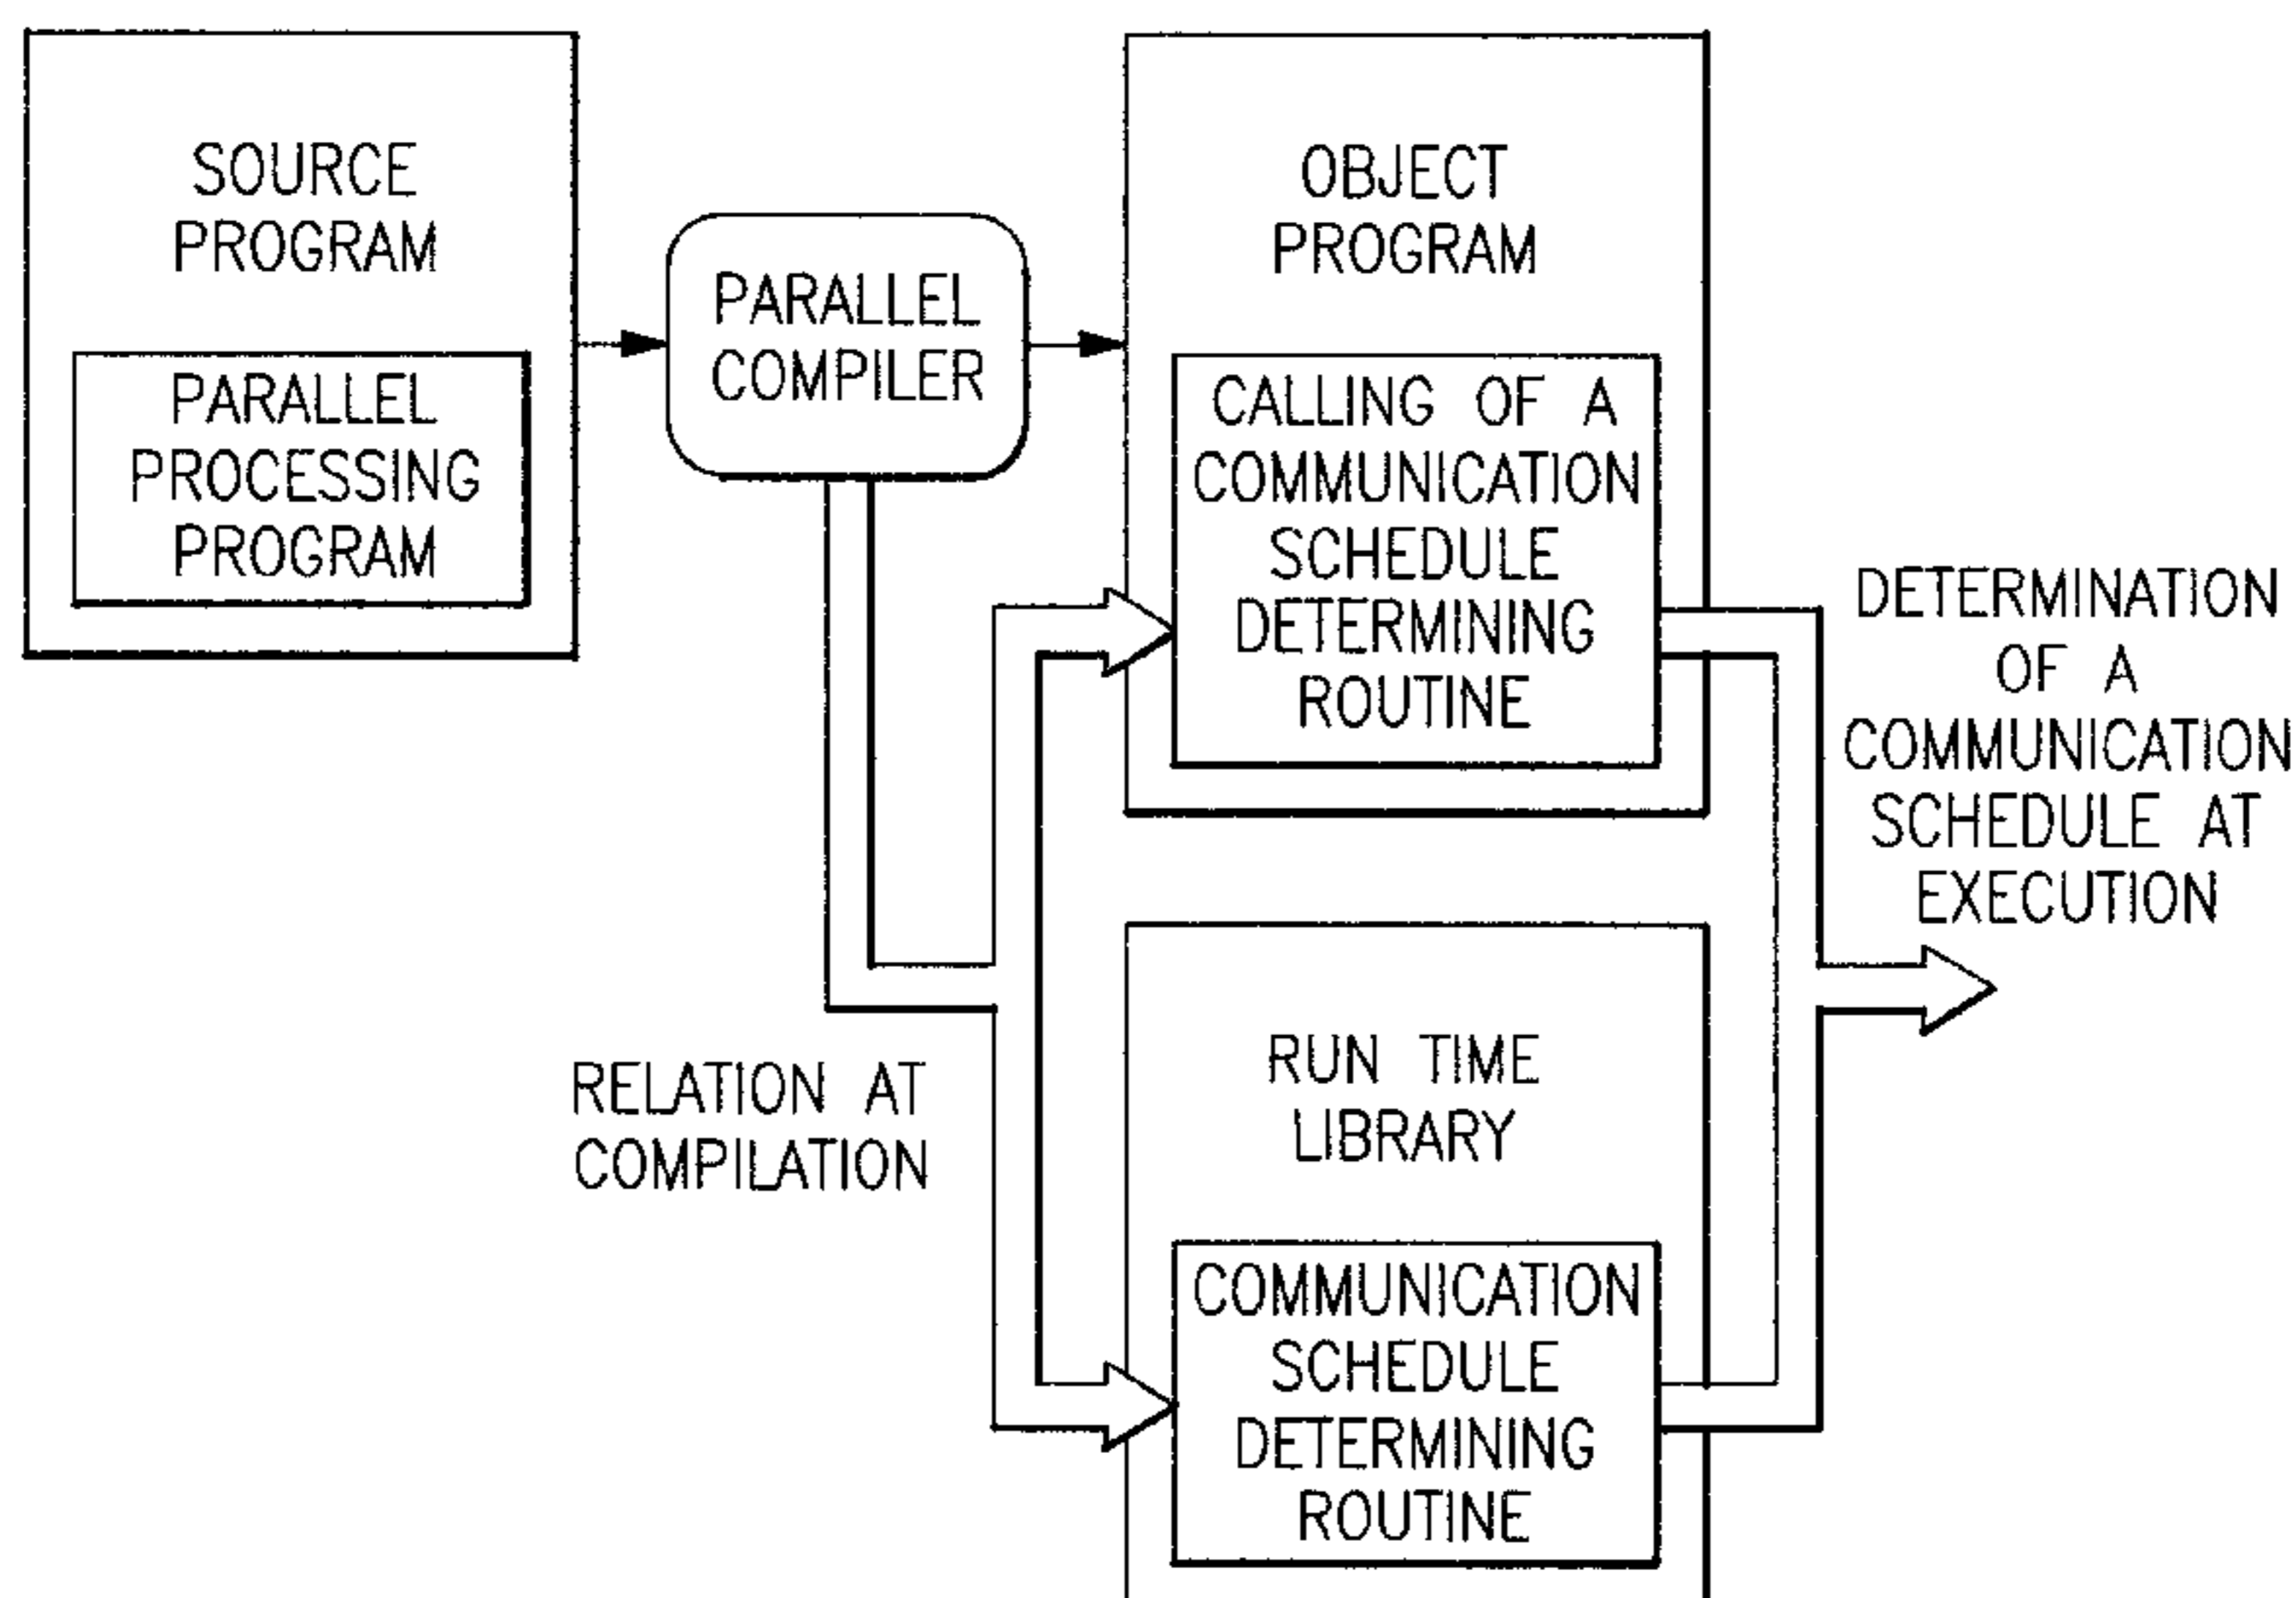 SOURCE
PROGRAM
PARALLEL
PROCESSING
PROGRAM
PARALLEL
COMPILER
OBJECT
PROGRAM
CALLING OF A
COMMUNICATION
SCHEDULE
DETERMINING
ROUTINE
DETERMINATION
OF A
COMMUNICATION
SCHEDULE AT
EXECUTION
RELATION AT
COMPILATION
RUN TIME
LIBRARY
COMMUNICATION
SCHEDULE
DETERMINING
ROUTINE